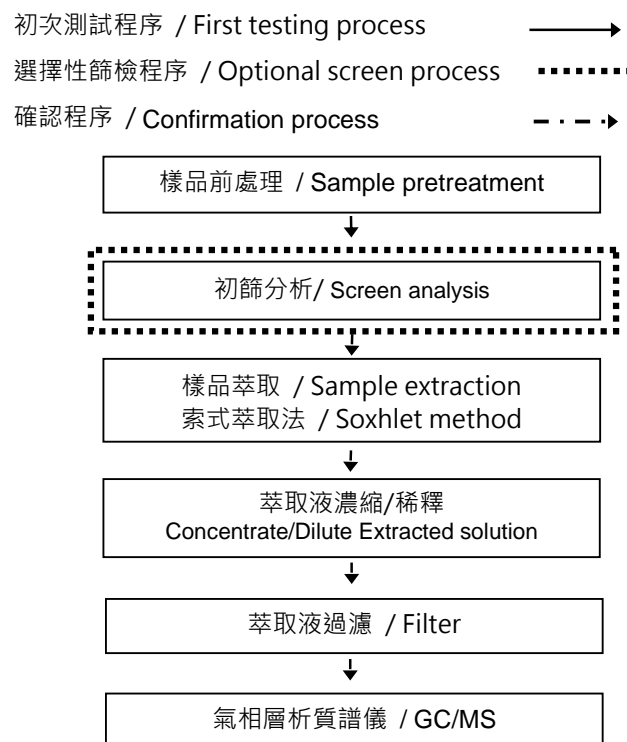 初次測試程序 / First testing process
選擇性篩檢程序 / Optional screen process
確認程序 / Confirmation process
樣品前處理 / Sample pretreatment
初篩分析/ Screen analysis
樣品萃取 / Sample extraction
索式萃取法 / Soxhlet method
萃取液濃縮/稀釋
Concentrate/Dilute Extracted solution
萃取液過濾 / Filter
氣相層析質譜儀 / GC/MS